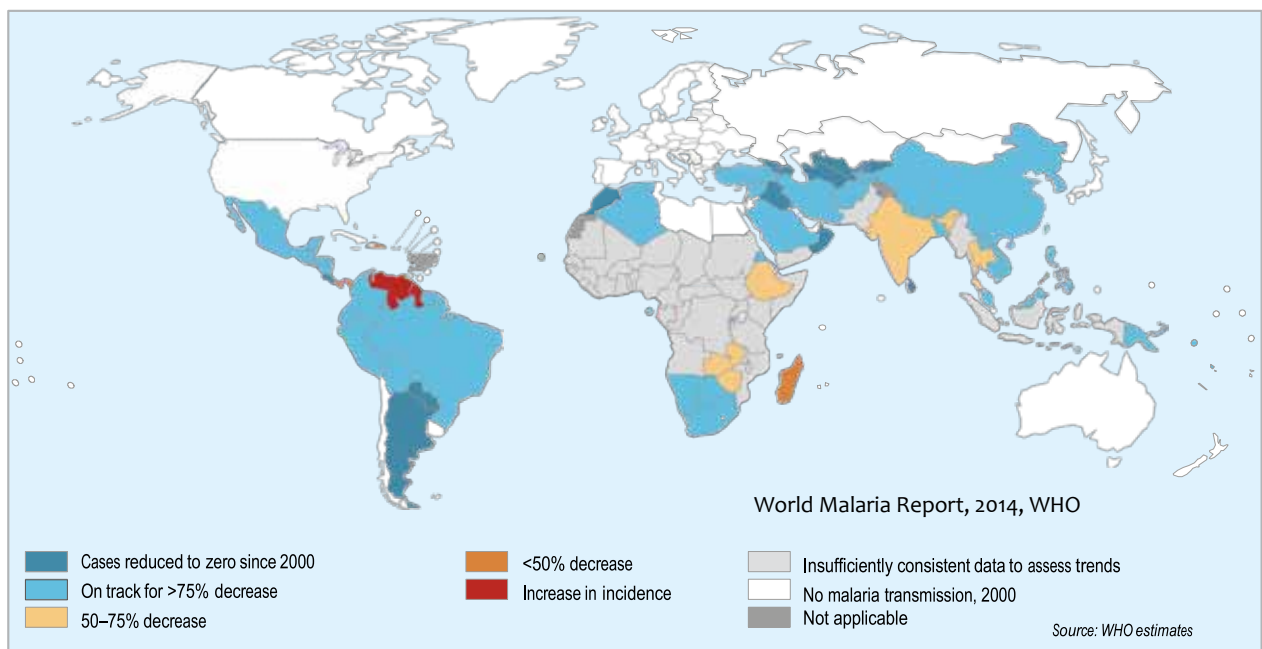 World Malaria Report, 2014, WHO
Cases reduced to zero since 2000
On track for >75% decrease
50–75% decrease
<50% decrease
Increase in incidence
Insufficiently consistent data to assess trends
No malaria transmission, 2000
Not applicable
Source: WHO estimates